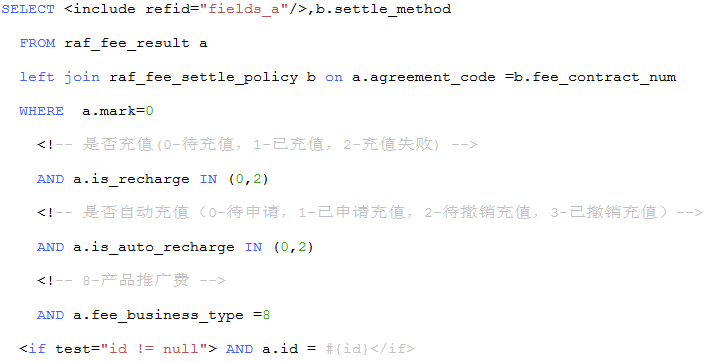 SELECT <include refid="fields_a"/>,b.settle_method
FROM raf_fee_result a
left join raf_fee_settle_policy b on a.agreement_code =b.fee_contract_num
WHERE  a.mark=0
<!-- 是否充值(0-待充值，1-已充值，2-充值失败) -->
AND a.is_recharge IN (0,2)
<!-- 是否自动充值（0-待申请，1-已申请充值，2-待撤销充值，3-已撤销充值）-->
AND a.is_auto_recharge IN (0,2)
<!-- 8-产品推广费 -->
AND a.fee_business_type =8
<if test="id != null"> AND a.id = #{id}</if>